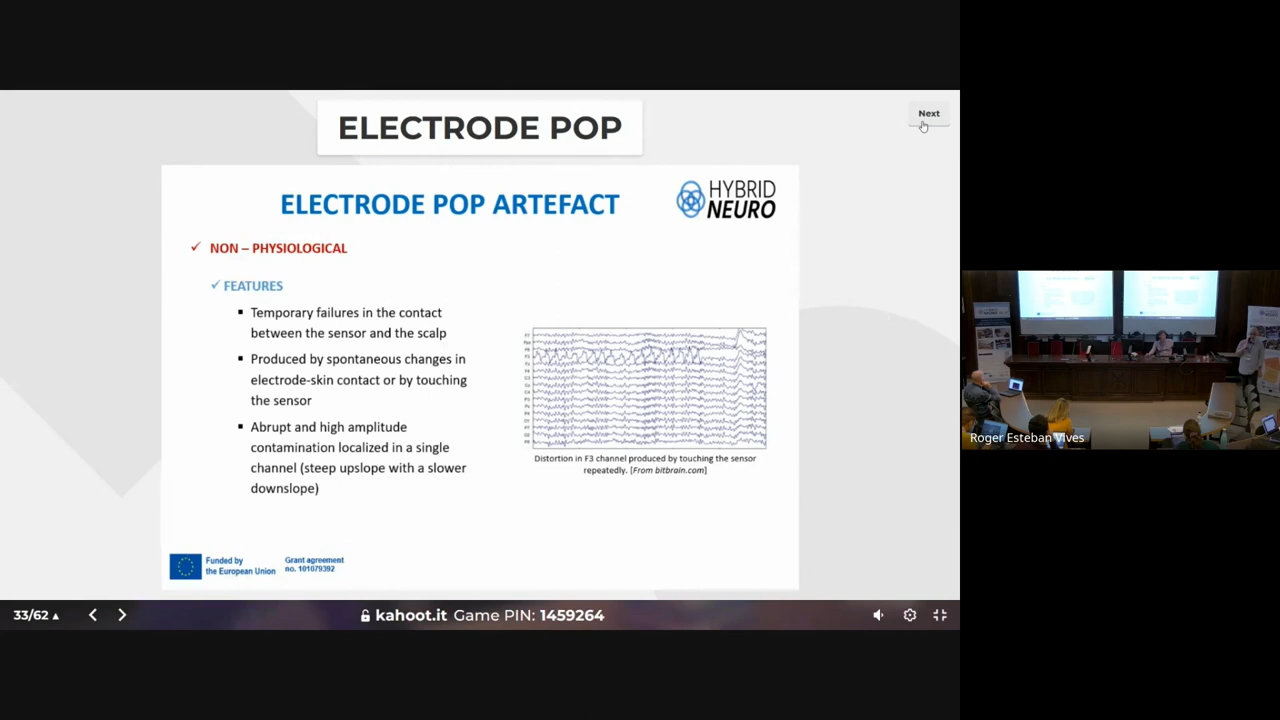 ELECTRODE POP
Next
ELECTRODE POP ARTEFACT
HYBRID
NEURO
NON – PHYSIOLOGICAL
FEATURES
Temporary failures in the contact
between the sensor and the scalp
Produced by spontaneous changes in
electrode-skin contact or by touching
the sensor
Abrupt and high amplitude
contamination localized in a single
channel (steep upslope with a slower
downslope)
Distortion in F3 channel produced by touching the sensor
repeatedly. [From bitbrain.com]
Funded by
the European Union
Grant agreement
no. 101079392
33/62
kahoot.it Game PIN: 1459264
Roger Esteban Vives